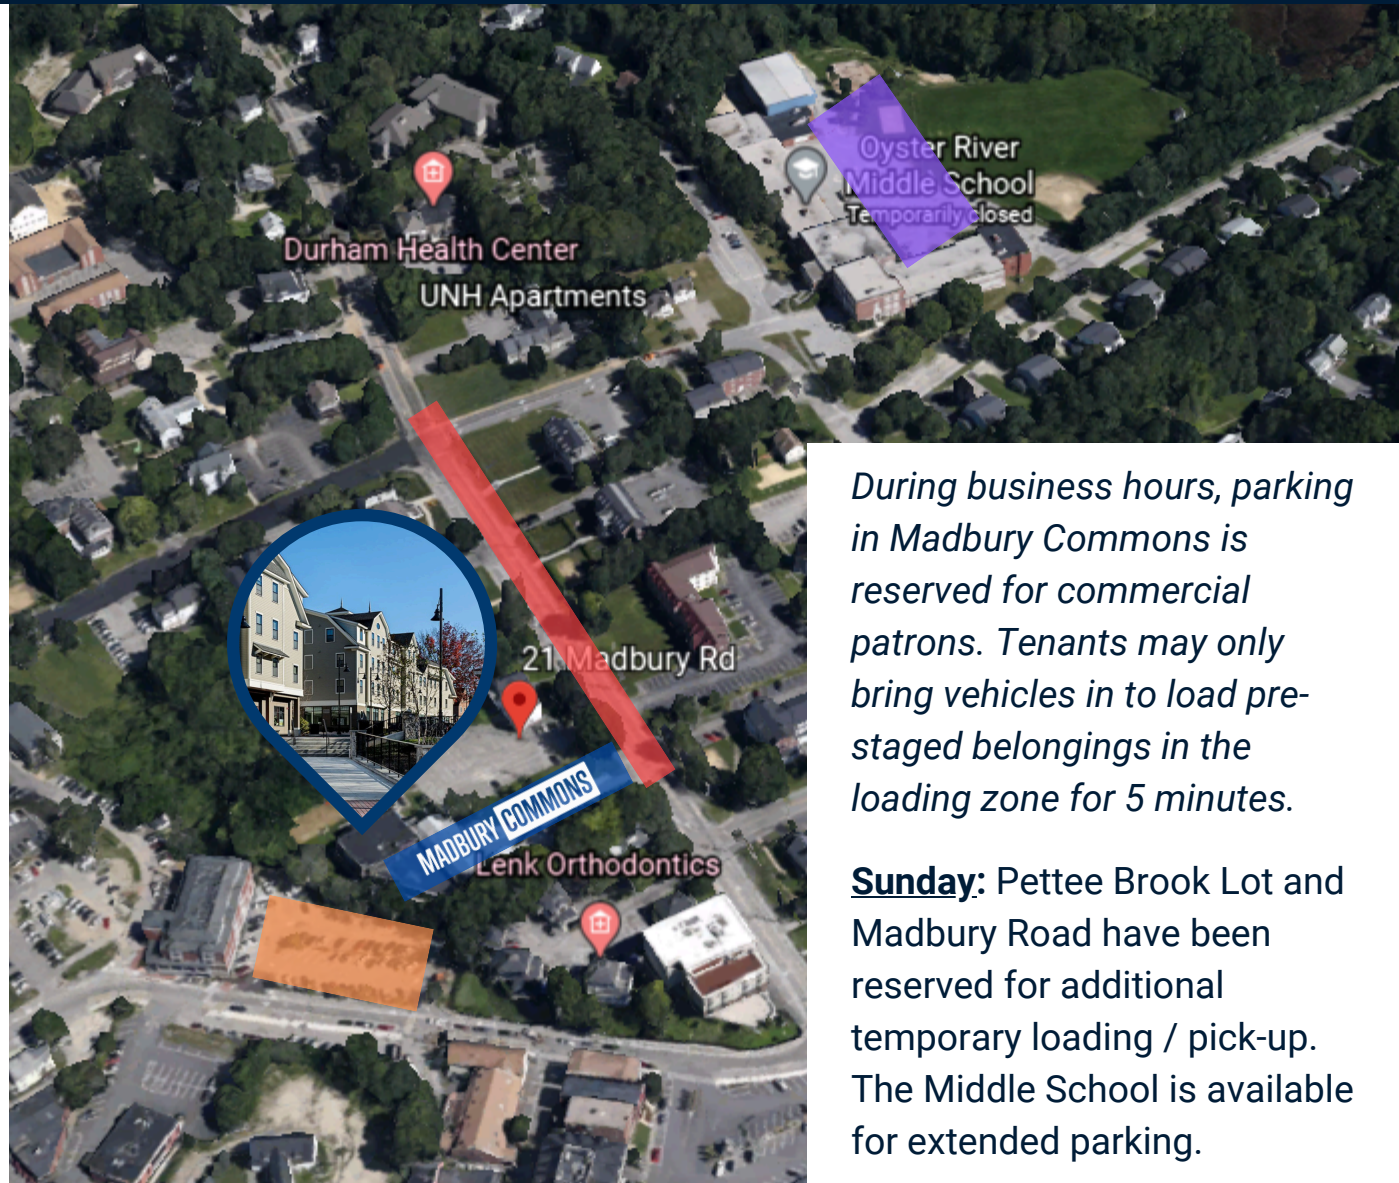 Oyster River
Middle School
Temporarily closed
Durham Health Center
UNH Apartments
21 Madbury Rd
MADBURY COMMONS
Lenk Orthodontics
During business hours, parking
in Madbury Commons is
reserved for commercial
patrons. Tenants may only
bring vehicles in to load pre-
staged belongings in the
loading zone for 5 minutes.
Sunday: Pettee Brook Lot and
Madbury Road have been
reserved for additional
temporary loading / pick-up.
The Middle School is available
for extended parking.